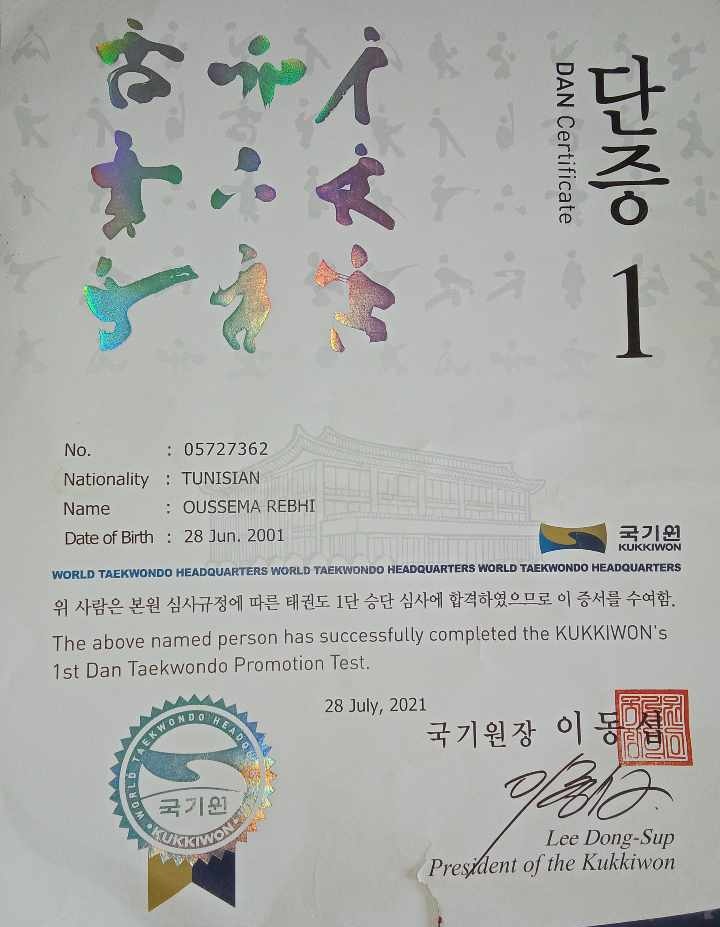 단증
DAN Certificate
1
No. : 05727362
Nationality : TUNISIAN
Name : OUSSEMA REBHI
Date of Birth : 28 Jun. 2001
국기원
KUKKIWON
WORLD TAEKWONDO HEADQUARTERS WORLD TAEKWONDO HEADQUARTERS WORLD TAEKWONDO HEADQUARTERS
위 사람은 본원 심사규정에 따른 태권도 1단 승단 심사에 합격하였으므로 이 증서를 수여함.
The above named person has successfully completed the KUKKIWON's
1st Dan Taekwondo Promotion Test.
28 July, 2021
국기원장 이동섭
WORLD TAEKWONDO HEADQU
국기원
KUKKIWON
이동섭
Lee Dong-Sup
President of the Kukkiwon